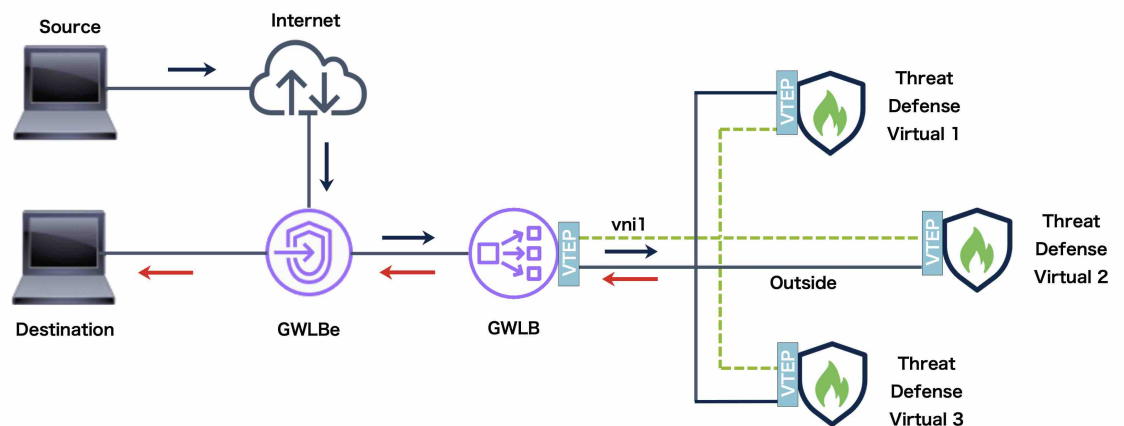 Source
Internet
VTEP
Threat
Defense
Virtual 1
vni1
VTEP
VTEP
Threat
Defense
Virtual 2
Outside
Destination
GWLBe
GWLB
VTEP
Threat
Defense
Virtual 3